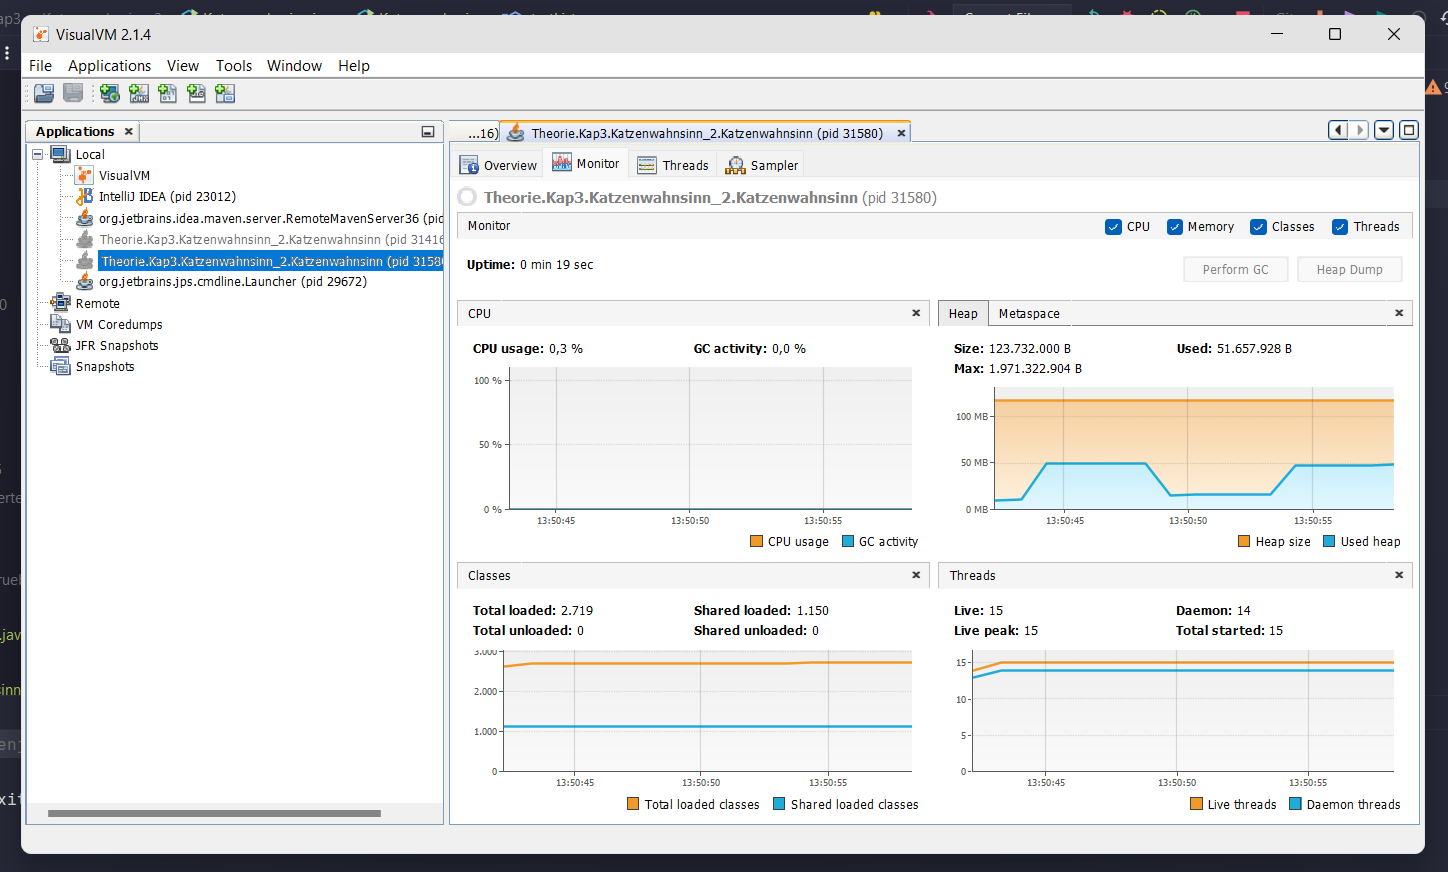 VisualVM 2.1.4
File Applications View Tools Window Help
Applications
...16)
Theorie.Kap3.Katzenwahnsinn_2.Katzenwahnsinn (pid 31580)
Local
VisualVM
IntelliJ IDEA (pid 23012)
org.jetbrains.idea.maven.server.RemoteMavenServer36 (pid
Theorie.Kap3.Katzenwahnsinn_2.Katzenwahnsinn (pid 31416
Theorie.Kap3.Katzenwahnsinn_2.Katzenwahnsinn (pid 31580
org.jetbrains.jps.cmdline.Launcher (pid 29672)
Remote
VM Coredumps
JFR Snapshots
Snapshots
Overview Monitor Threads Sampler
Theorie.Kap3.Katzenwahnsinn_2.Katzenwahnsinn (pid 31580)
Monitor
CPU Memory Classes Threads
Uptime: 0 min 19 sec
Perform GC Heap Dump
CPU
CPU usage: 0,3 % GC activity: 0,0 %
100 %
50 %
0 %
13:50:45 13:50:50 13:50:55
CPU usage GC activity
Heap Metaspace
Size: 123.732.000 B Used: 51.657.928 B
Max: 1.971.322.904 B
100 MB
50 MB
0 MB
13:50:45 13:50:50 13:50:55
Heap size Used heap
Classes
Total loaded: 2.719 Shared loaded: 1.150
Total unloaded: 0 Shared unloaded: 0
3.000
2.000
1.000
0
13:50:45 13:50:50 13:50:55
Total loaded classes Shared loaded classes
Threads
Live: 15 Daemon: 14
Live peak: 15 Total started: 15
15
10
5
0
13:50:45 13:50:50 13:50:55
Live threads Daemon threads